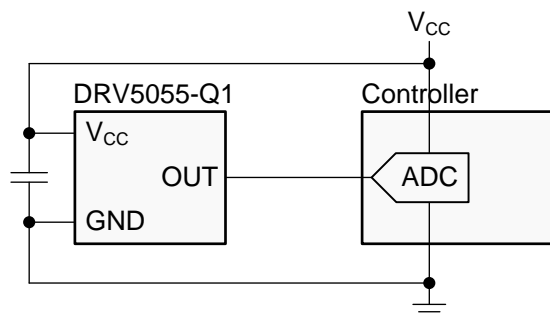 VCC
DRV5055-Q1
Controller
VCC
OUT
ADC
GND